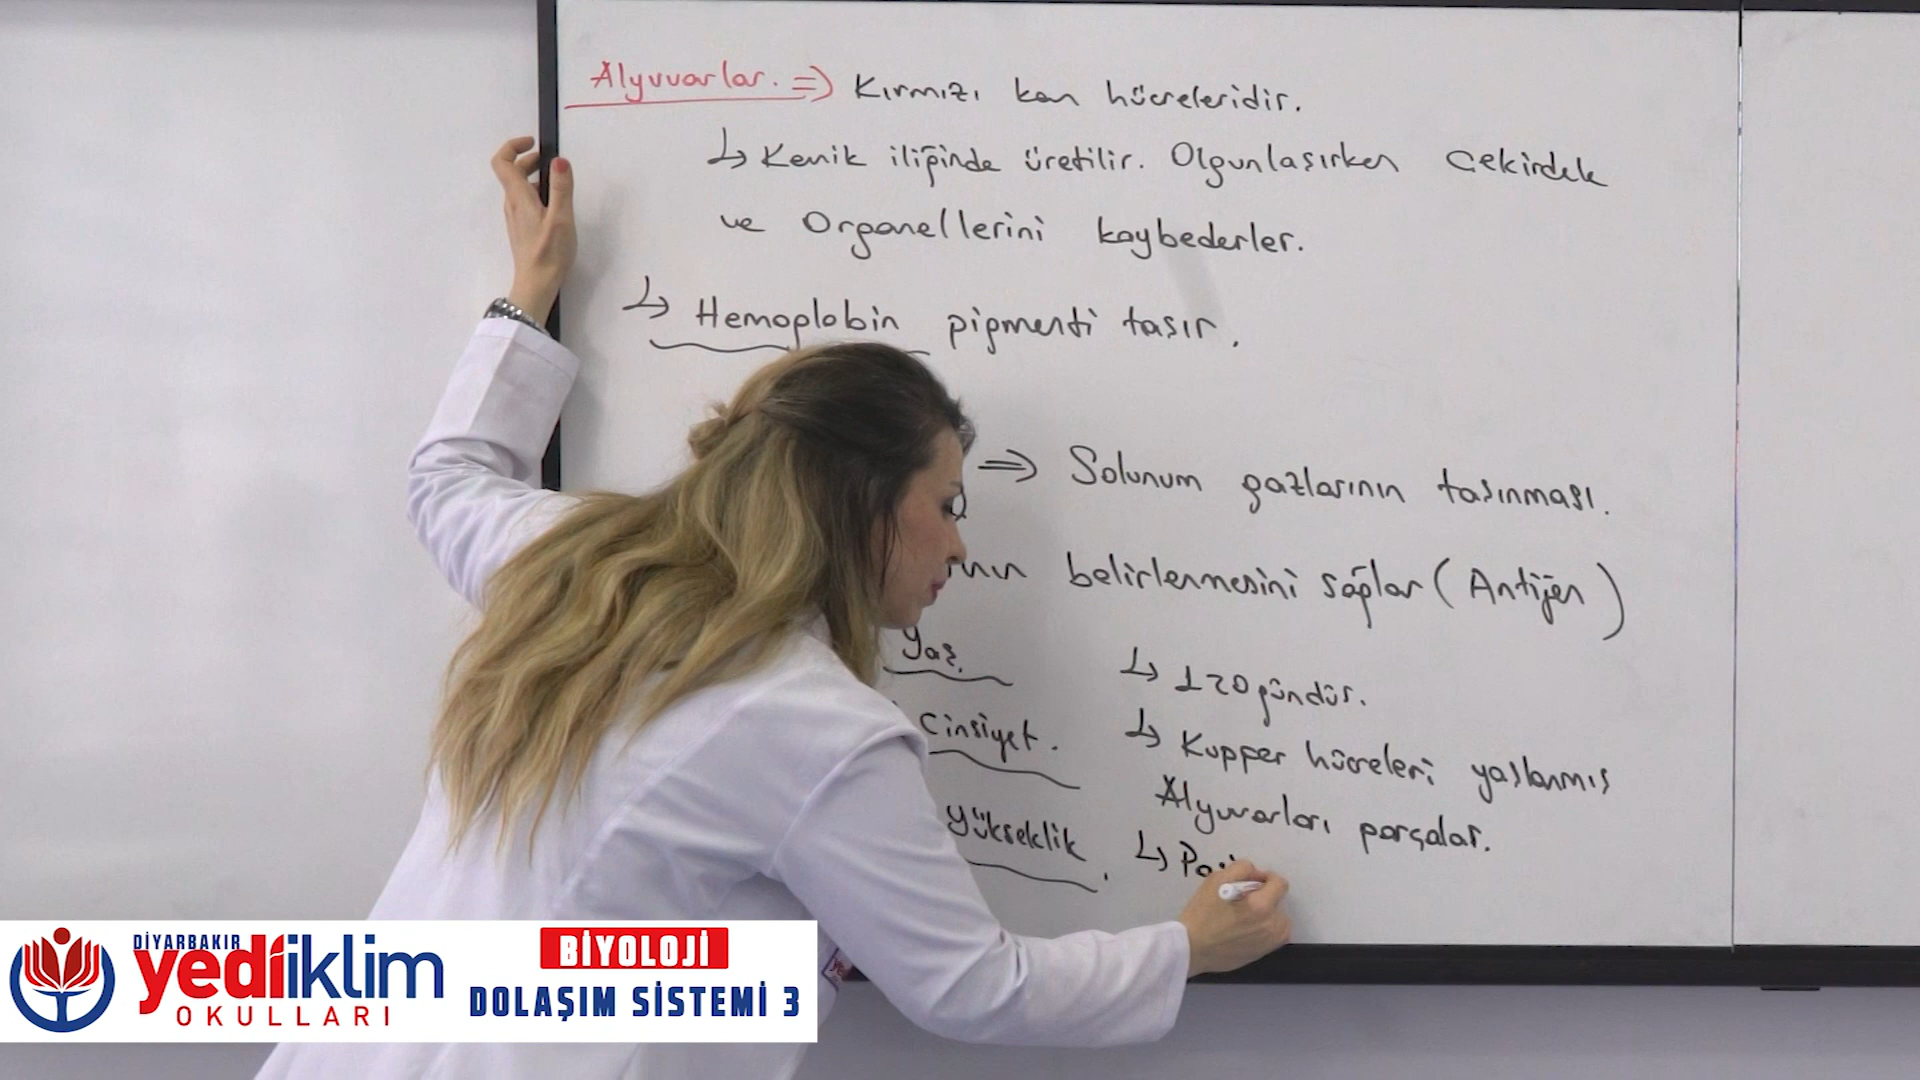 Alyuvarlar. ⇒ Kırmızı kan hücreleridir.
↳ Kemik iliğinde üretilir. Olgunlaşırken çekirdek
ve Organellerini kaybederler.
↳ Hemoglobin pigmenti taşır.
⇒ Solunum gazlarının taşınması.
belirlenmesini sağlar (Antijen)
Yaş.
Cinsiyet.
Yükseklik.
↳ 120 gündür.
↳ Kupfer hücreleri yaşlanmış
Alyuvarları parçalar.
DİYARBAKIR
yediiklim
OKULLARI
BİYOLOJİ
DOLAŞIM SİSTEMİ 3